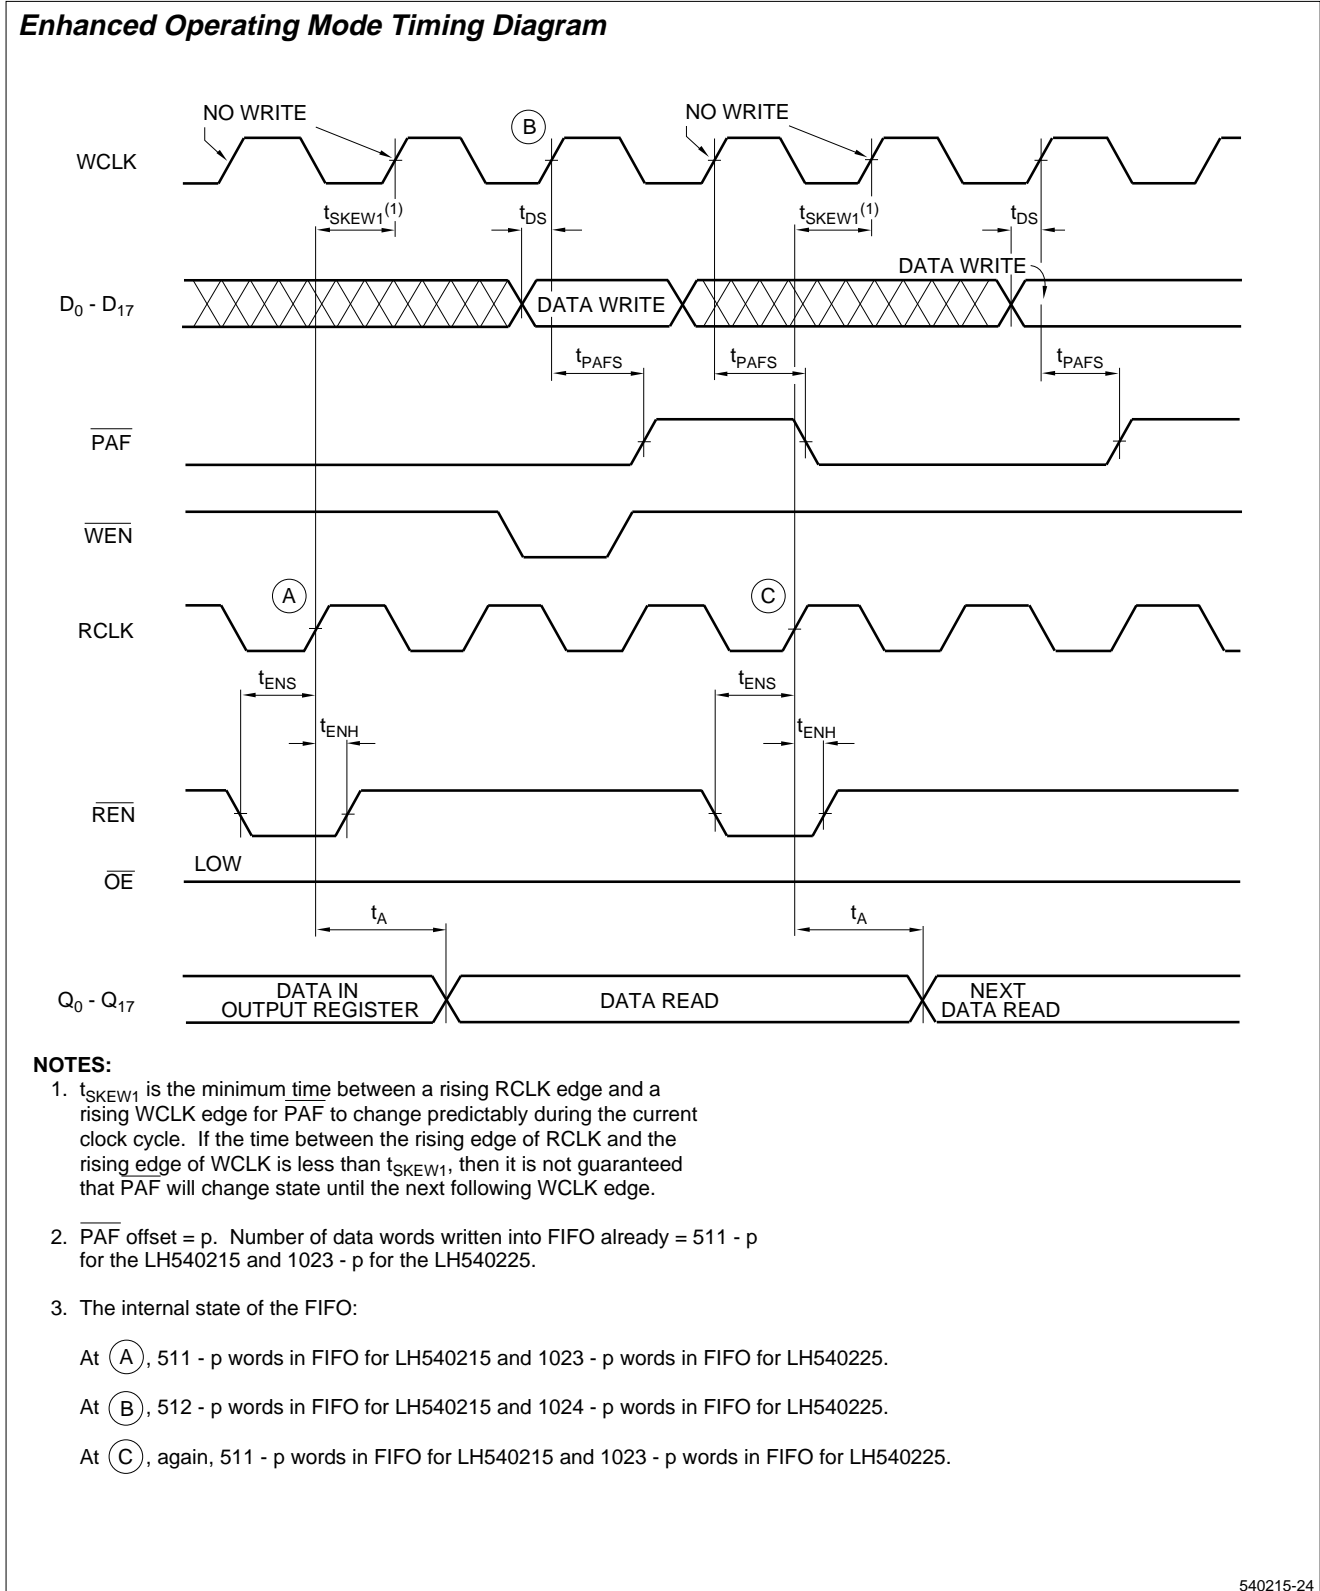 Enhanced Operating Mode Timing Diagram
NO WRITE
B
NO WRITE
WCLK
tSKEW1(1)
tDS
tSKEW1(1)
tDS
DATA WRITE
D0 - D17
DATA WRITE
tPAFS
tPAFS
tPAFS
PAF
WEN
A
C
RCLK
tENS
tENS
tENH
tENH
REN
LOW
OE
tA
tA
Q0 - Q17
DATA IN
OUTPUT REGISTER
DATA READ
NEXT
DATA READ
NOTES:
1. tSKEW1 is the minimum time between a rising RCLK edge and a
rising WCLK edge for PAF to change predictably during the current
clock cycle. If the time between the rising edge of RCLK and the
rising edge of WCLK is less than tSKEW1, then it is not guaranteed
that PAF will change state until the next following WCLK edge.
2. PAF offset = p. Number of data words written into FIFO already = 511 - p
for the LH540215 and 1023 - p for the LH540225.
3. The internal state of the FIFO:
At A, 511 - p words in FIFO for LH540215 and 1023 - p words in FIFO for LH540225.
At B, 512 - p words in FIFO for LH540215 and 1024 - p words in FIFO for LH540225.
At C, again, 511 - p words in FIFO for LH540215 and 1023 - p words in FIFO for LH540225.
540215-24